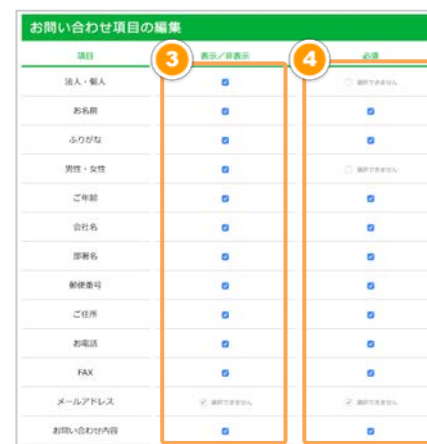 お問い合わせ項目の編集
項目 3 表示／非表示 4 必須
法人・個人 選択できません
お名前
ふりがな
男性・女性 選択できません
ご年齢
会社名
部署名
郵便番号
ご住所
お電話
FAX
メールアドレス 選択できません 選択できません
お問い合わせ内容